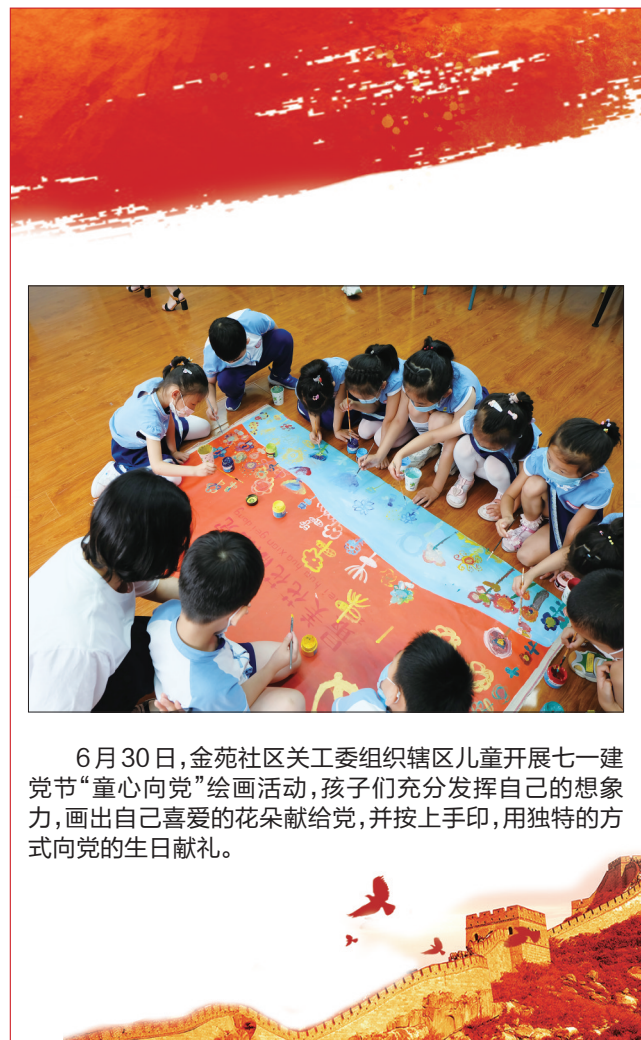 最美花花
6月30日,金苑社区关工委组织辖区儿童开展七一建
党节“童心向党”绘画活动,孩子们充分发挥自己的想象
力,画出自己喜爱的花朵献给党,并按上手印,用独特的方
式向党的生日献礼。